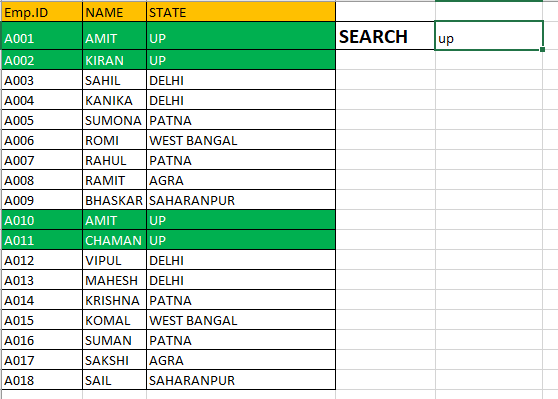 Emp.ID NAME STATE
A001 AMIT UP SEARCH up
A002 KIRAN UP
A003 SAHIL DELHI
A004 KANIKA DELHI
A005 SUMONA PATNA
A006 ROMI WEST BANGAL
A007 RAHUL PATNA
A008 RAMIT AGRA
A009 BHASKAR SAHARANPUR
A010 AMIT UP
A011 CHAMAN UP
A012 VIPUL DELHI
A013 MAHESH DELHI
A014 KRISHNA PATNA
A015 KOMAL WEST BANGAL
A016 SUMAN PATNA
A017 SAKSHI AGRA
A018 SAIL SAHARANPUR